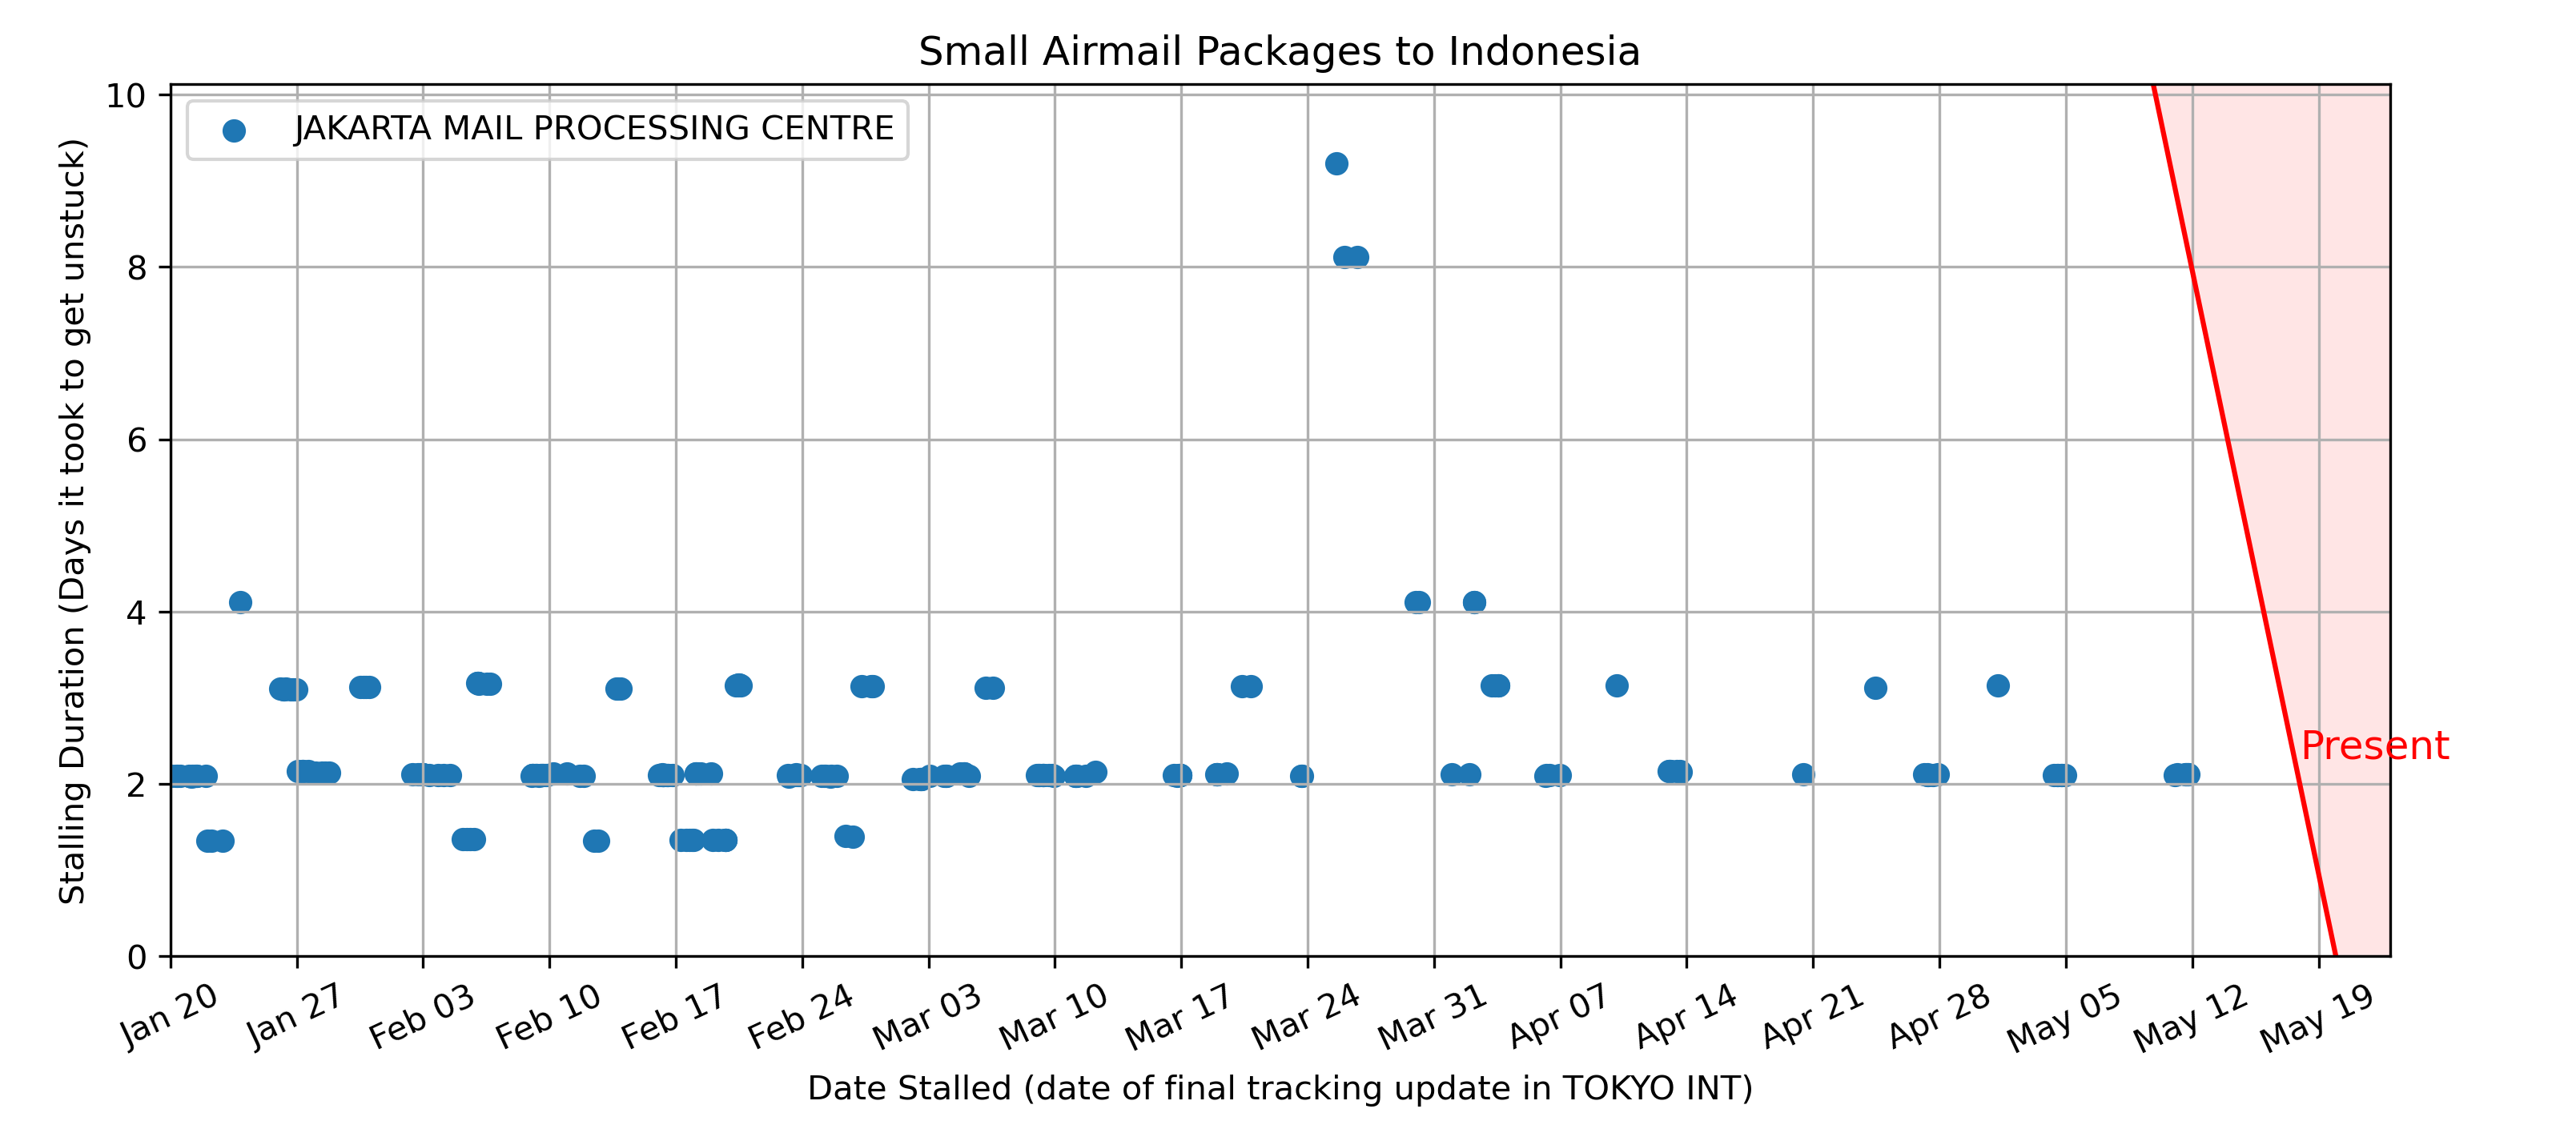 Small Airmail Packages to Indonesia
JAKARTA MAIL PROCESSING CENTRE
Stalling Duration (Days it took to get unstuck)
10
8
6
4
2
0
Present
Jan 20
Jan 27
Feb 03
Feb 10
Feb 17
Feb 24
Mar 03
Mar 10
Mar 17
Mar 24
Mar 31
Apr 07
Apr 14
Apr 21
Apr 28
May 05
May 12
May 19
Date Stalled (date of final tracking update in TOKYO INT)